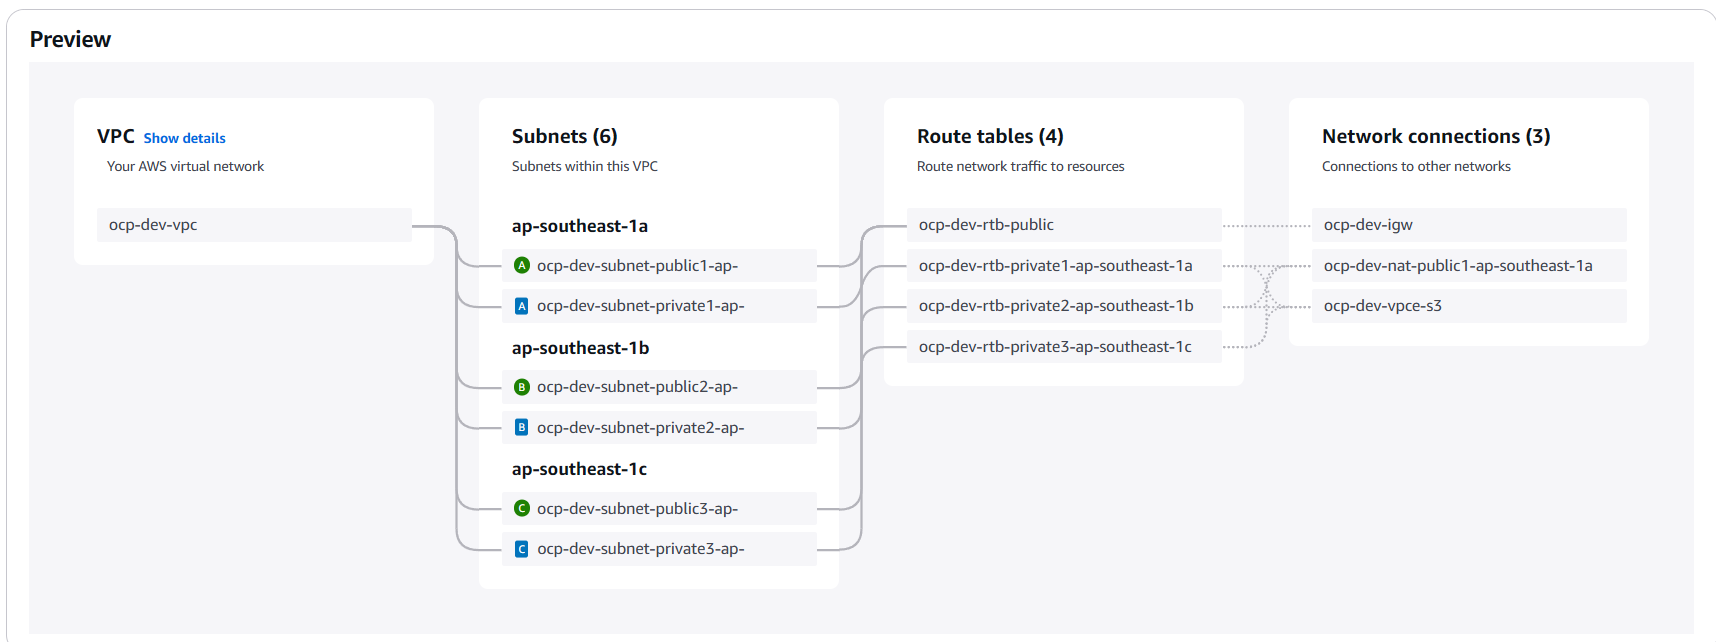 Preview
VPC Show details
Your AWS virtual network
ocp-dev-vpc
Subnets (6)
Subnets within this VPC
ap-southeast-1a
A ocp-dev-subnet-public1-ap-
A ocp-dev-subnet-private1-ap-
ap-southeast-1b
B ocp-dev-subnet-public2-ap-
B ocp-dev-subnet-private2-ap-
ap-southeast-1c
C ocp-dev-subnet-public3-ap-
C ocp-dev-subnet-private3-ap-
Route tables (4)
Route network traffic to resources
ocp-dev-rtb-public
ocp-dev-rtb-private1-ap-southeast-1a
ocp-dev-rtb-private2-ap-southeast-1b
ocp-dev-rtb-private3-ap-southeast-1c
Network connections (3)
Connections to other networks
ocp-dev-igw
ocp-dev-nat-public1-ap-southeast-1a
ocp-dev-vpce-s3